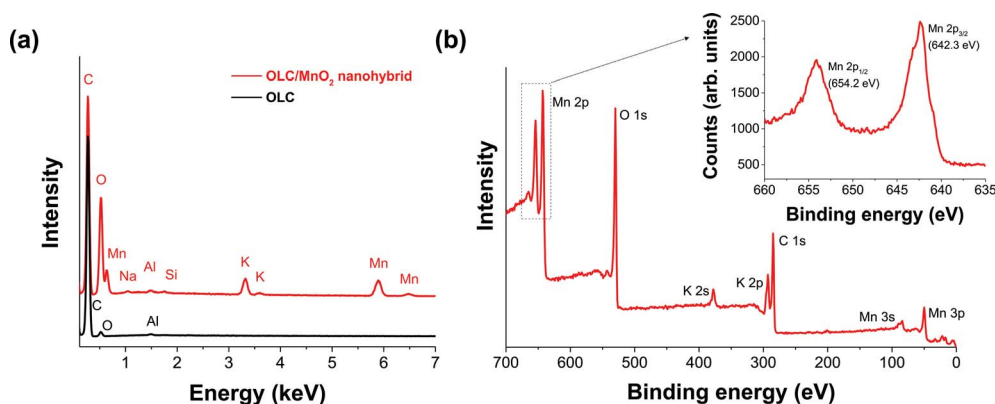 (a)
OLC/MnO₂ nanohybrid
OLC
C
O
Mn
Na
Al
Si
K
K
Mn
Mn
C
O
Al
1
2
3
4
5
6
7
Energy (keV)
Intensity
(b)
Mn 2p
O 1s
K 2s
K 2p
C 1s
Mn 3s
Mn 3p
700
600
500
400
300
200
100
0
Binding energy (eV)
Intensity
2500
2000
1500
1000
500
Counts (arb. units)
Mn 2p₁/₂
(654.2 eV)
Mn 2p₃/₂
(642.3 eV)
660
655
650
645
640
635
Binding energy (eV)